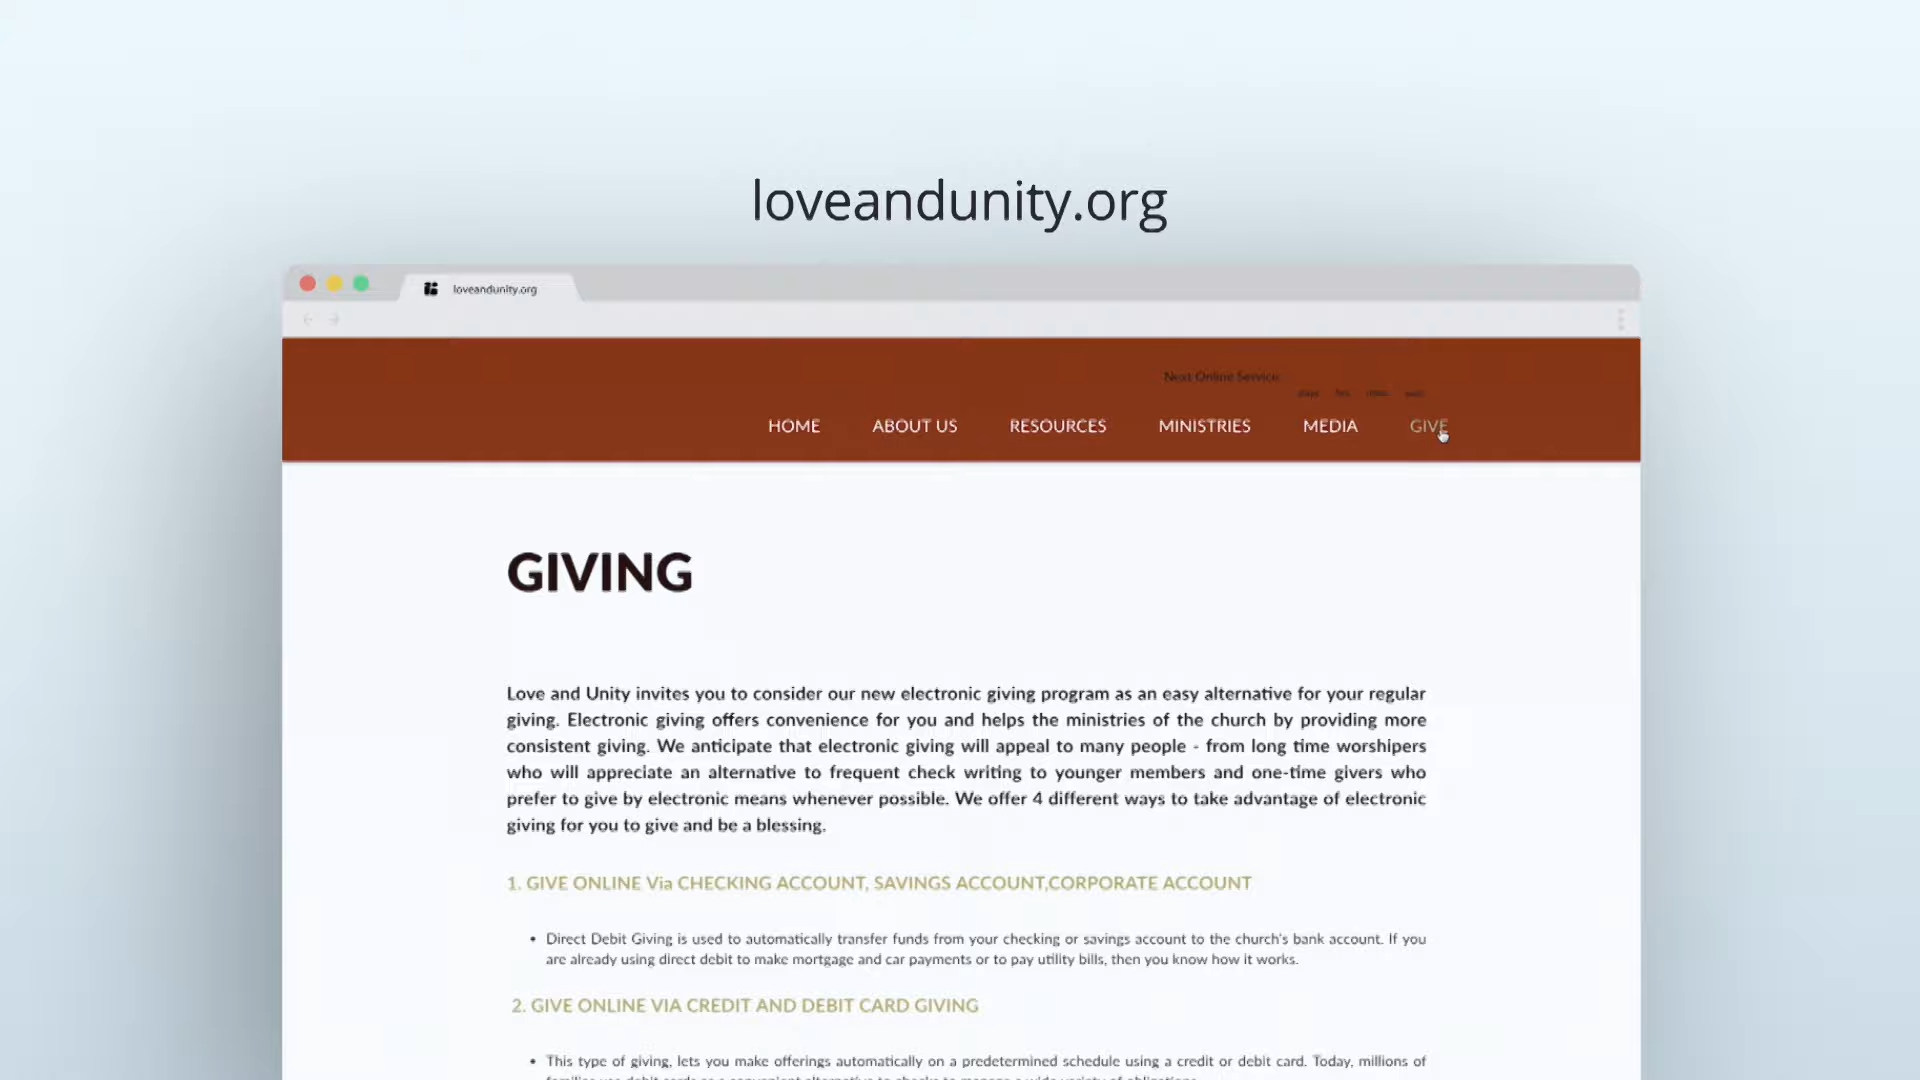 loveandunity.org
loveandunity.org
Next Online Service
HOME ABOUT US RESOURCES MINISTRIES MEDIA GIVE
GIVING
Love and Unity invites you to consider our new electronic giving program as an easy alternative for your regular
giving. Electronic giving offers convenience for you and helps the ministries of the church by providing more
consistent giving. We anticipate that electronic giving will appeal to many people - from long time worshipers
who will appreciate an alternative to frequent check writing to younger members and one-time givers who
prefer to give by electronic means whenever possible. We offer 4 different ways to take advantage of electronic
giving for you to give and be a blessing.
1. GIVE ONLINE Via CHECKING ACCOUNT, SAVINGS ACCOUNT,CORPORATE ACCOUNT
• Direct Debit Giving is used to automatically transfer funds from your checking or savings account to the church's bank account. If you
are already using direct debit to make mortgage and car payments or to pay utility bills, then you know how it works.
2. GIVE ONLINE VIA CREDIT AND DEBIT CARD GIVING
• This type of giving, lets you make offerings automatically on a predetermined schedule using a credit or debit card. Today, millions of